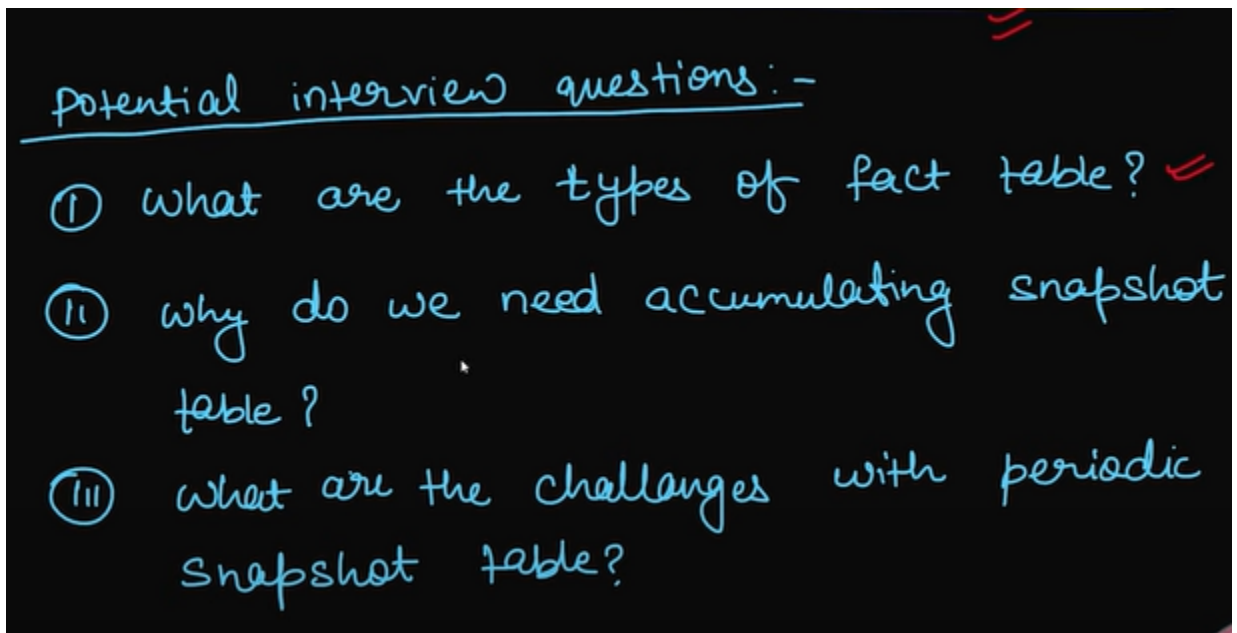 Potential interview questions:-
I What are the types of fact table?
II why do we need accumulating snapshot
table?
III what are the challanges with periodic
snapshot table?